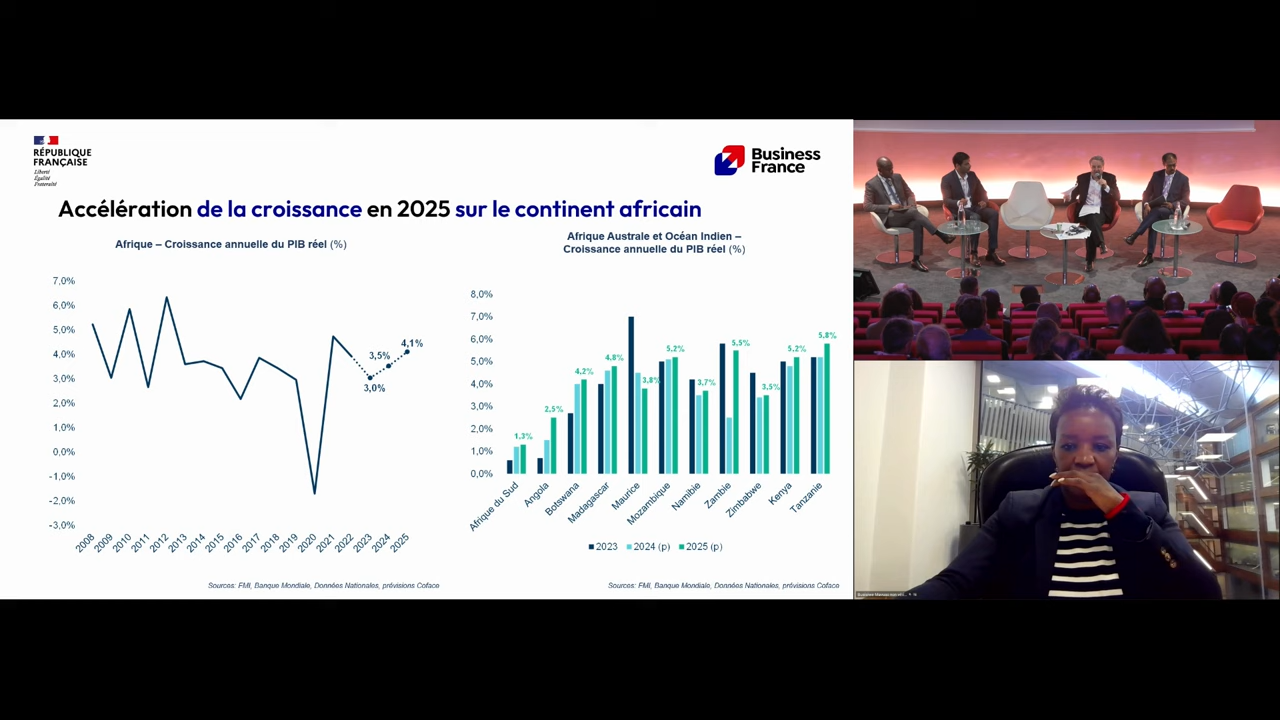 RÉPUBLIQUE
FRANÇAISE
Liberté
Égalité
Fraternité
Business
France
Accélération de la croissance en 2025 sur le continent africain
Afrique – Croissance annuelle du PIB réel (%)
7,0%
6,0%
5,0%
4,0%
3,0%
2,0%
1,0%
0,0%
-1,0%
-2,0%
-3,0%
3,0%
3,5%
4,1%
2008 2009 2010 2011 2012 2013 2014 2015 2016 2017 2018 2019 2020 2021 2022 2023 2024 2025
Sources: FMI, Banque Mondiale, Données Nationales, prévisions Coface
Afrique Australe et Océan Indien –
Croissance annuelle du PIB réel (%)
8,0%
7,0%
6,0%
5,0%
4,0%
3,0%
2,0%
1,0%
0,0%
1,3% 2,5% 4,2% 4,8% 3,8% 5,2% 3,7% 5,5% 3,5% 5,2% 5,8%
Afrique du Sud Angola Botswana Madagascar Maurice Mozambique Namibie Zambie Zimbabwe Kenya Tanzanie
2023 2024 (p) 2025 (p)
Sources: FMI, Banque Mondiale, Données Nationales, prévisions Coface